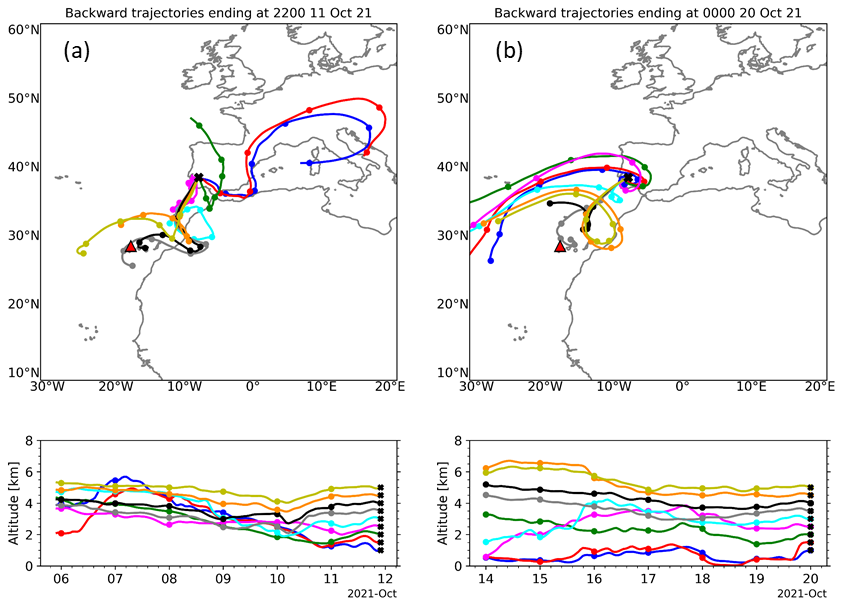 Backward trajectories ending at 2200 11 Oct 21
(a)
60°N
50°N
40°N
30°N
20°N
10°N
30°W 20°W 10°W 0° 10°E 20°E
Backward trajectories ending at 0000 20 Oct 21
(b)
60°N
50°N
40°N
30°N
20°N
10°N
30°W 20°W 10°W 0° 10°E 20°E
Altitude [km]
8
6
4
2
0
06 07 08 09 10 11 12
2021-Oct
Altitude [km]
8
6
4
2
0
14 15 16 17 18 19 20
2021-Oct